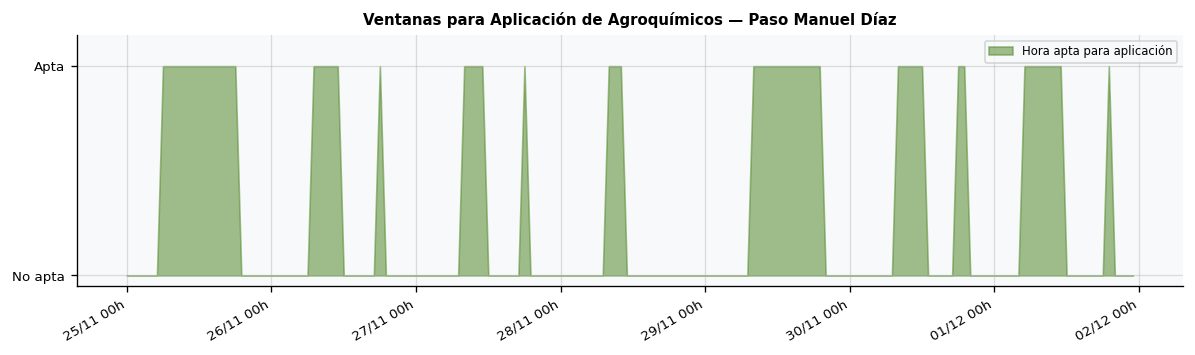 Ventanas para Aplicación de Agroquímicos — Paso Manuel Díaz
Hora apta para aplicación
Apta
No apta
25/11 00h
26/11 00h
27/11 00h
28/11 00h
29/11 00h
30/11 00h
01/12 00h
02/12 00h